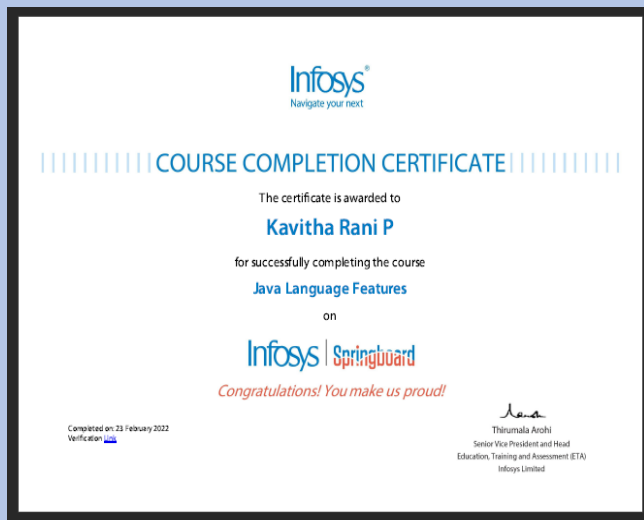 Infosys®
Navigate your next
COURSE COMPLETION CERTIFICATE
The certificate is awarded to
Kavitha Rani P
for successfully completing the course
Java Language Features
on
Infosys | Springboard
Congratulations! You make us proud!
Completed on: 23 February 2022
Verification Link
Thirumala Arohi
Senior Vice President and Head
Education, Training and Assessment (ETA)
Infosys Limited